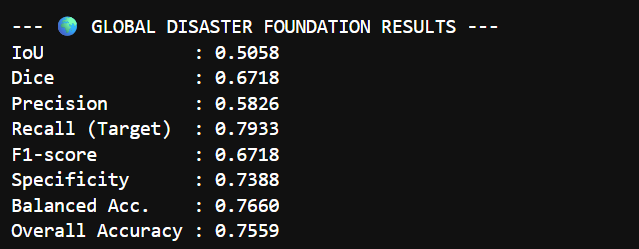 --- 🌍 GLOBAL DISASTER FOUNDATION RESULTS ---
IoU : 0.5058
Dice : 0.6718
Precision : 0.5826
Recall (Target) : 0.7933
F1-score : 0.6718
Specificity : 0.7388
Balanced Acc. : 0.7660
Overall Accuracy : 0.7559